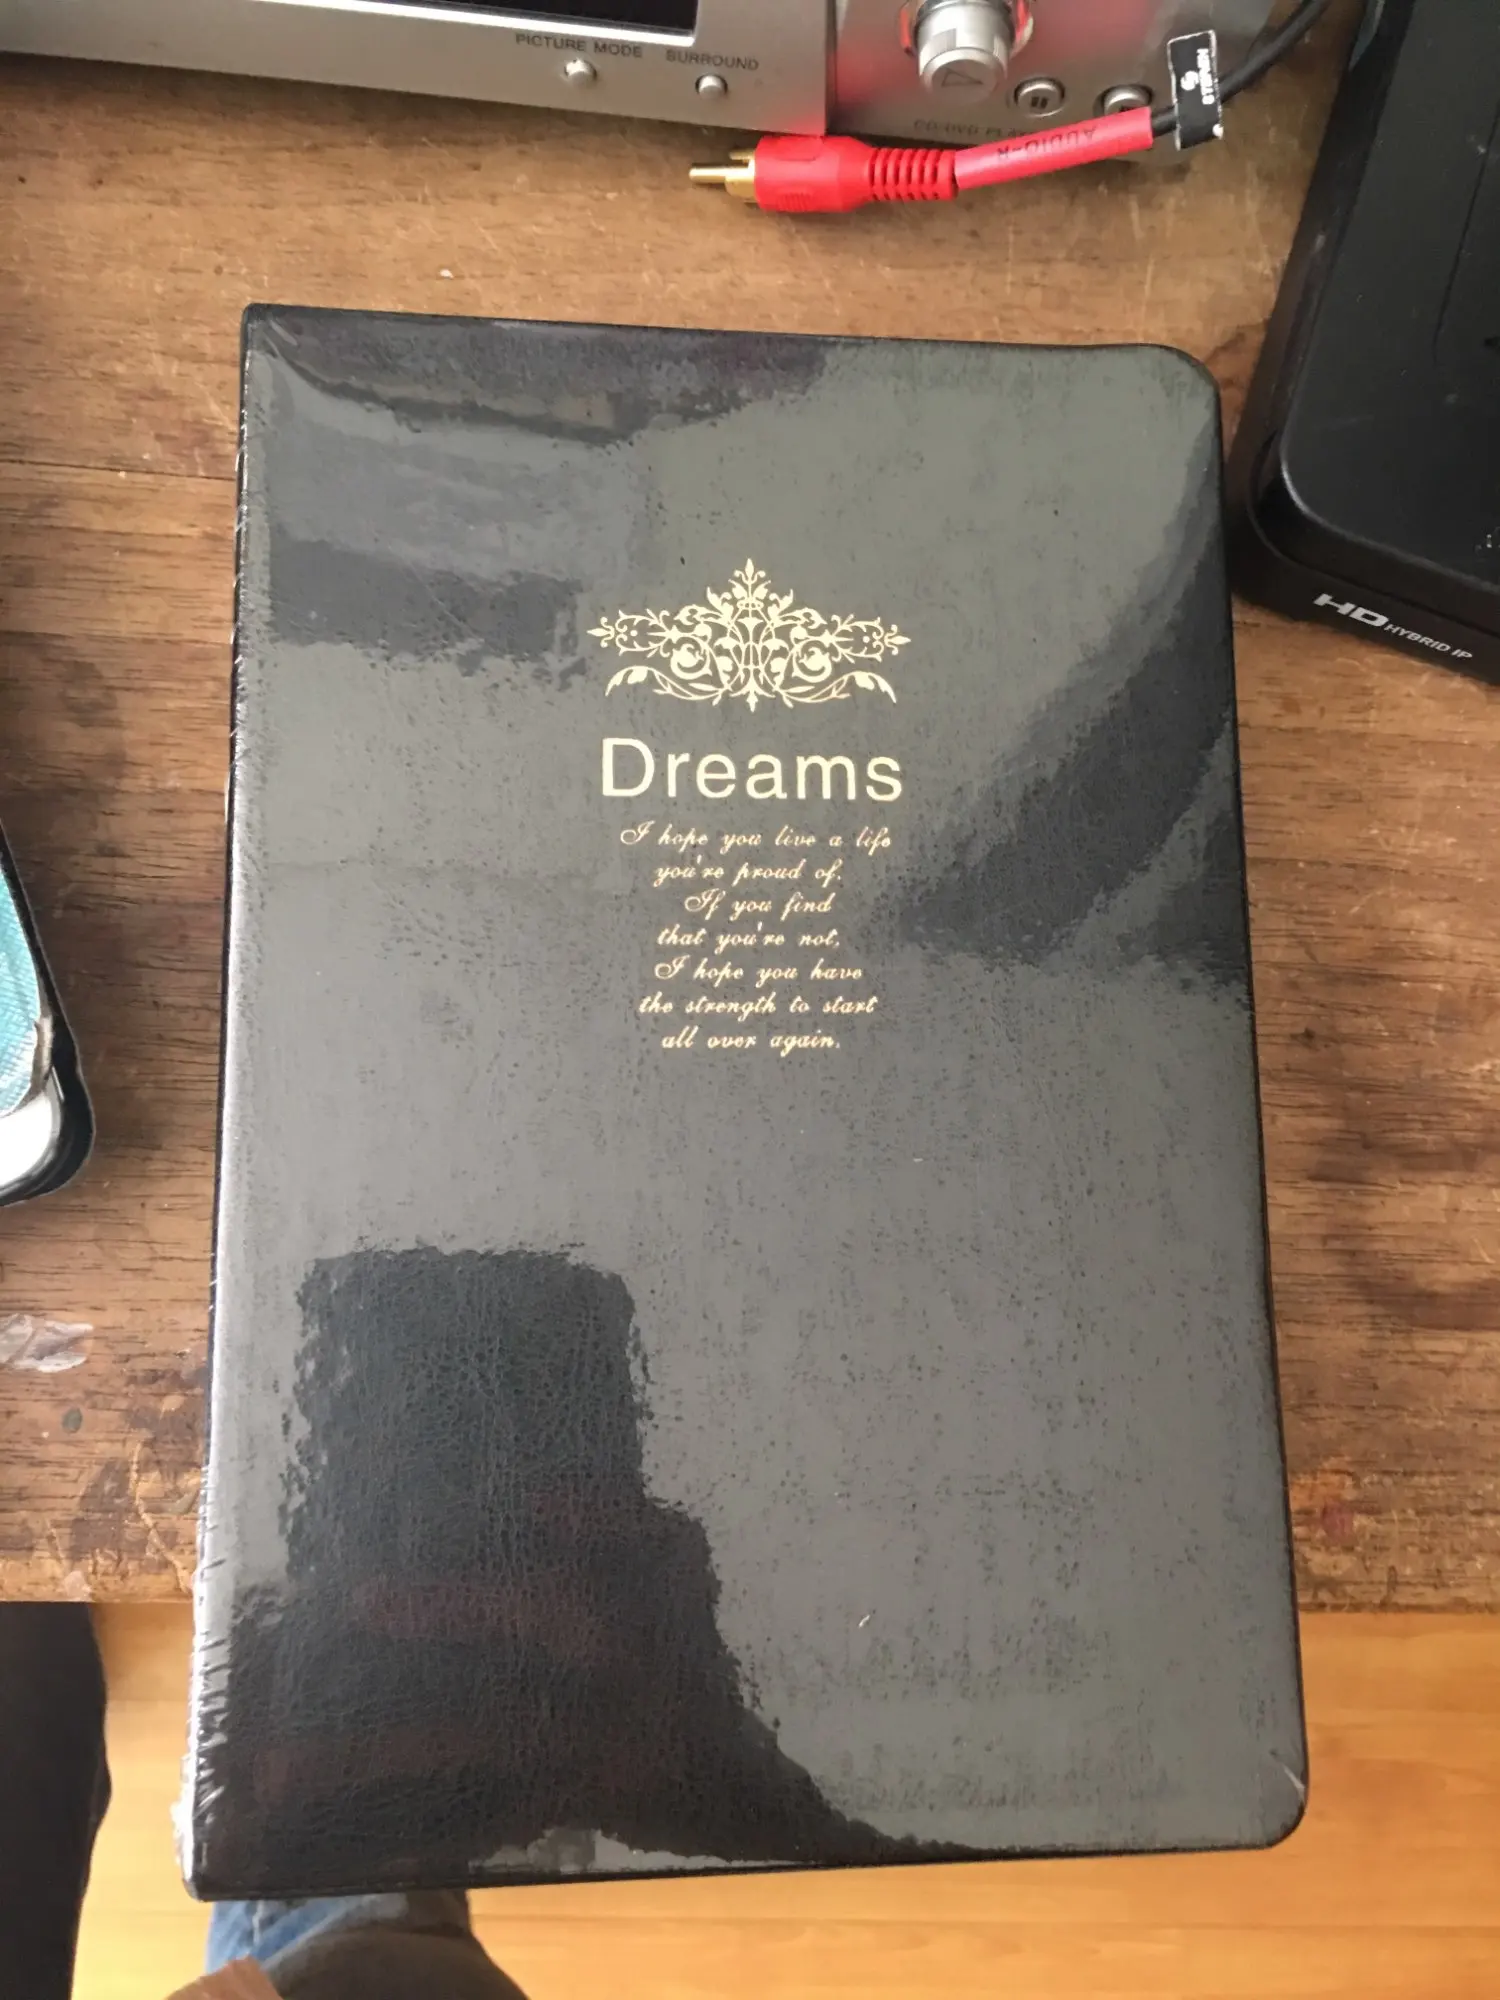 PICTURE MODE
SURROUND
AUDIO-R
HD HYBRID IP
Dreams
I hope you live a life
you're proud of.
If you find
that you're not,
I hope you have
the strength to start
all over again.